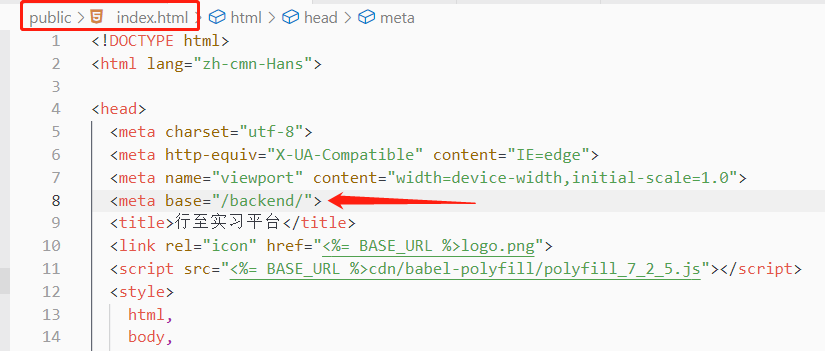 public > index.html > html > head > meta
1 <!DOCTYPE html>
2 <html lang="zh-cmn-Hans">
3
4 <head>
5 <meta charset="utf-8">
6 <meta http-equiv="X-UA-Compatible" content="IE=edge">
7 <meta name="viewport" content="width=device-width,initial-scale=1.0">
8 <meta base="/backend/">
9 <title>行至实习平台</title>
10 <link rel="icon" href="<%= BASE_URL %>logo.png">
11 <script src="<%= BASE_URL %>cdn/babel-polyfill/polyfill_7_2_5.js"></script>
12 <style>
13 html,
14 body,